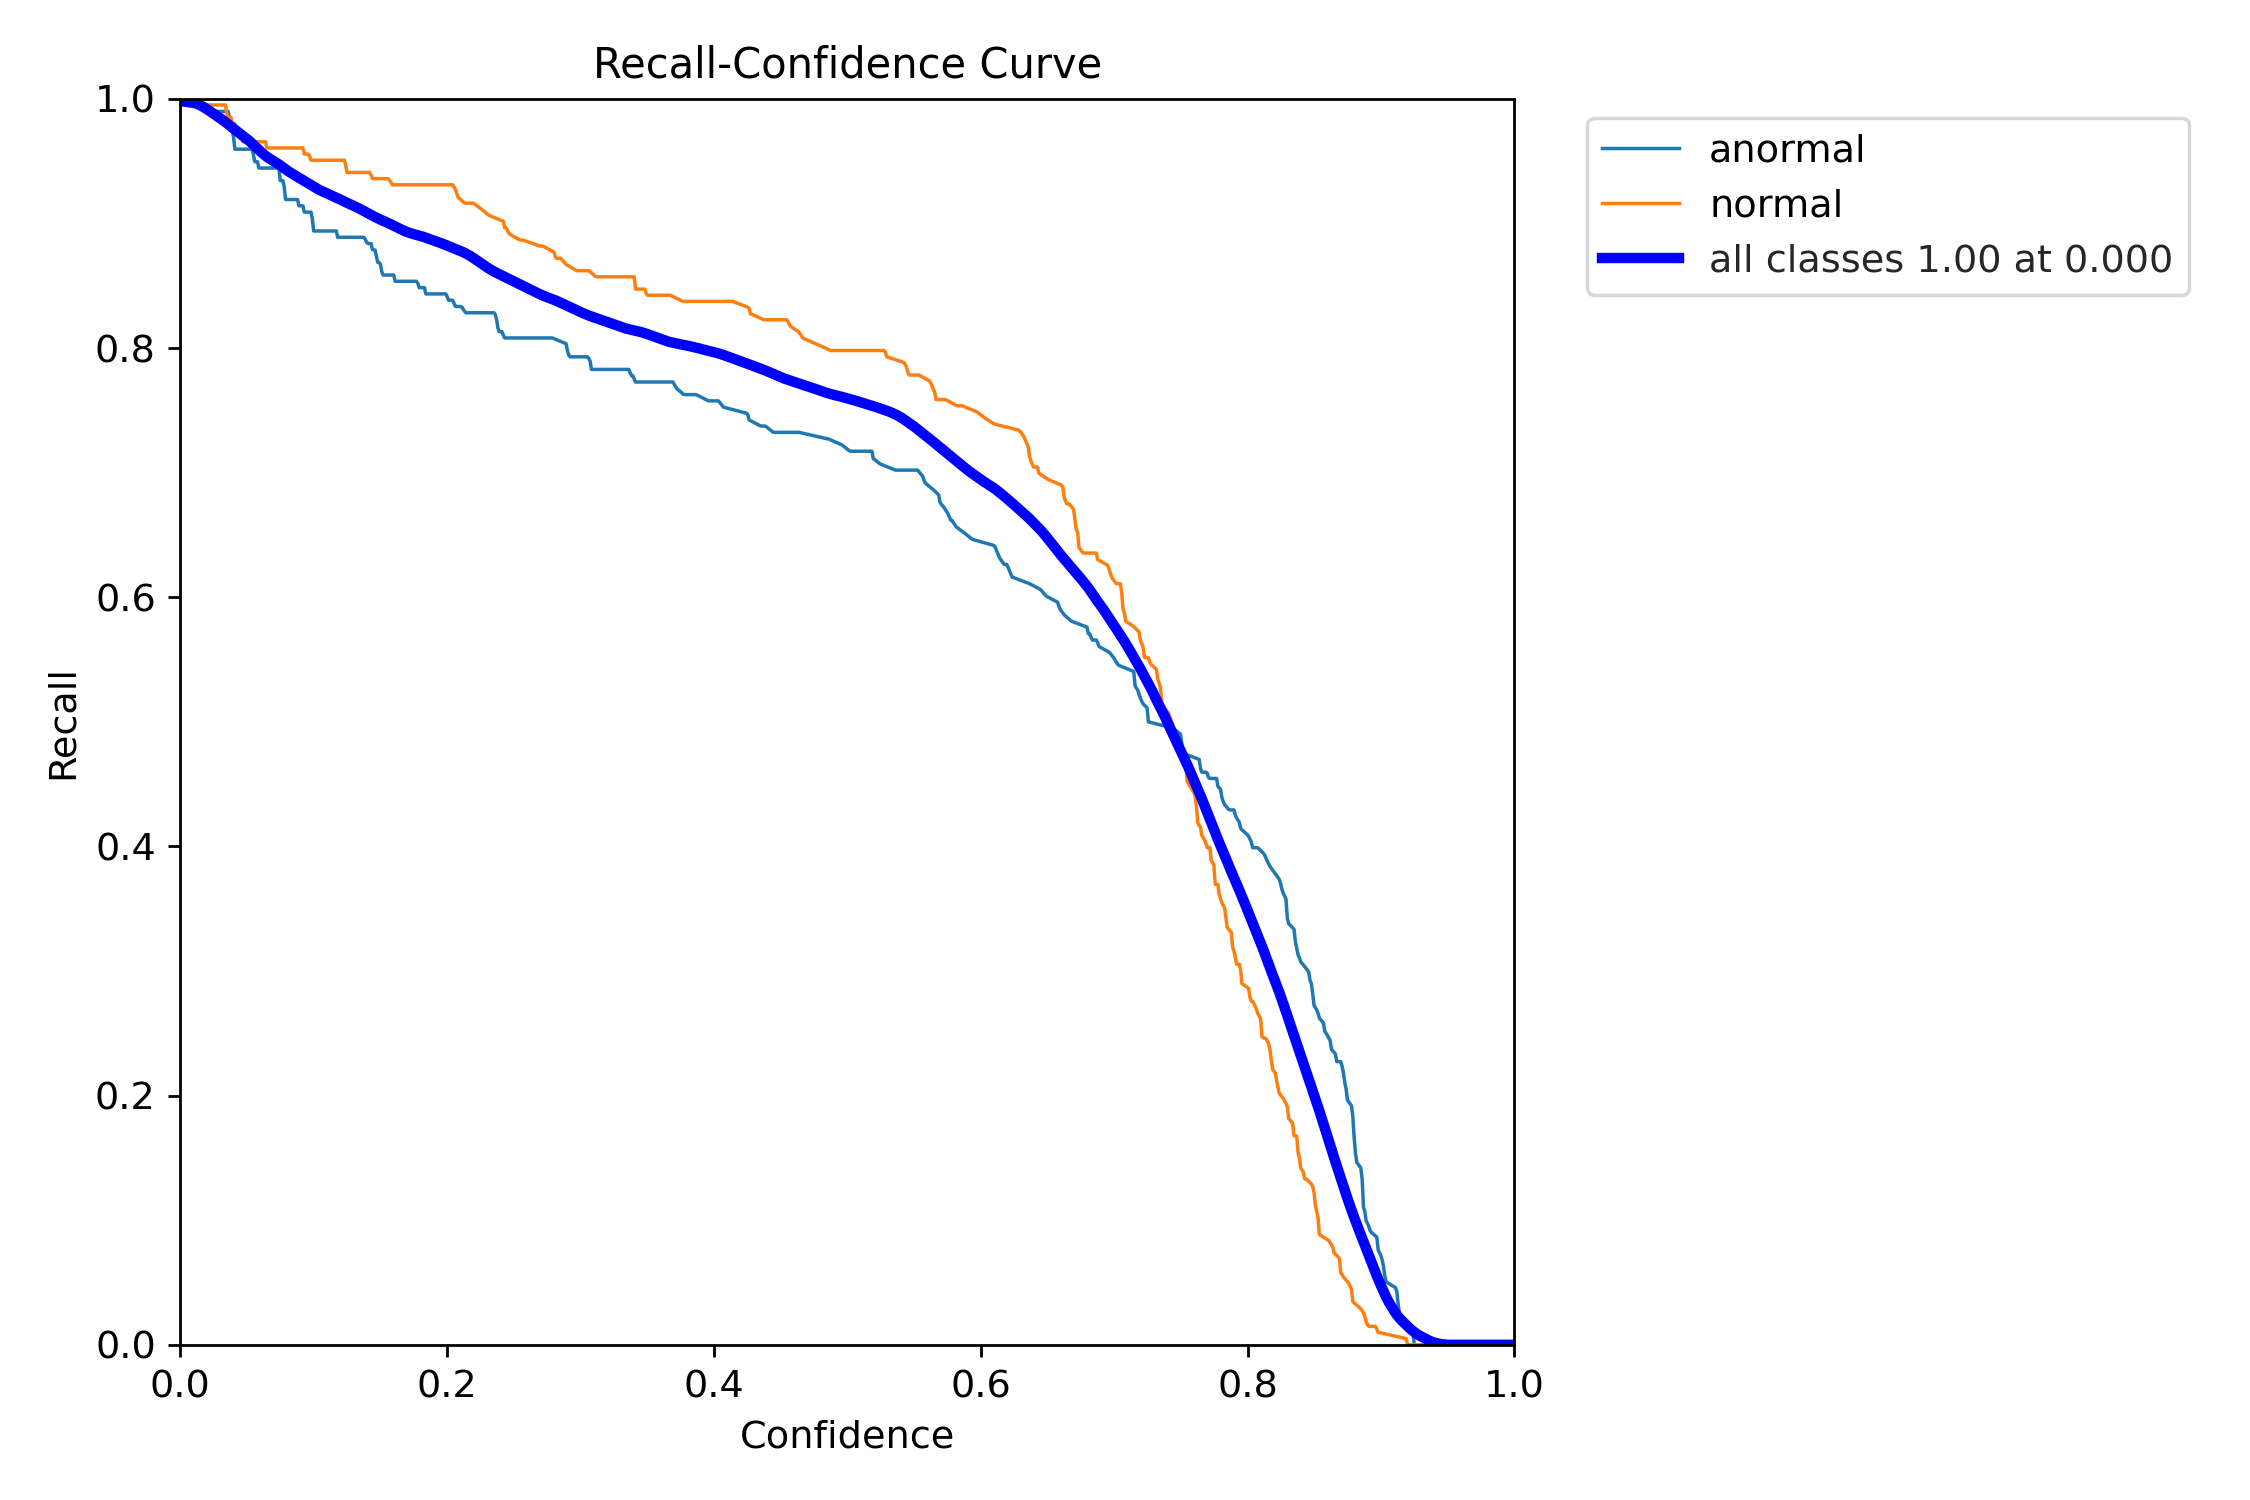 Recall-Confidence Curve
1.0
0.8
0.6
0.4
0.2
0.0
Recall
0.0 0.2 0.4 0.6 0.8 1.0
Confidence
anormal
normal
all classes 1.00 at 0.000